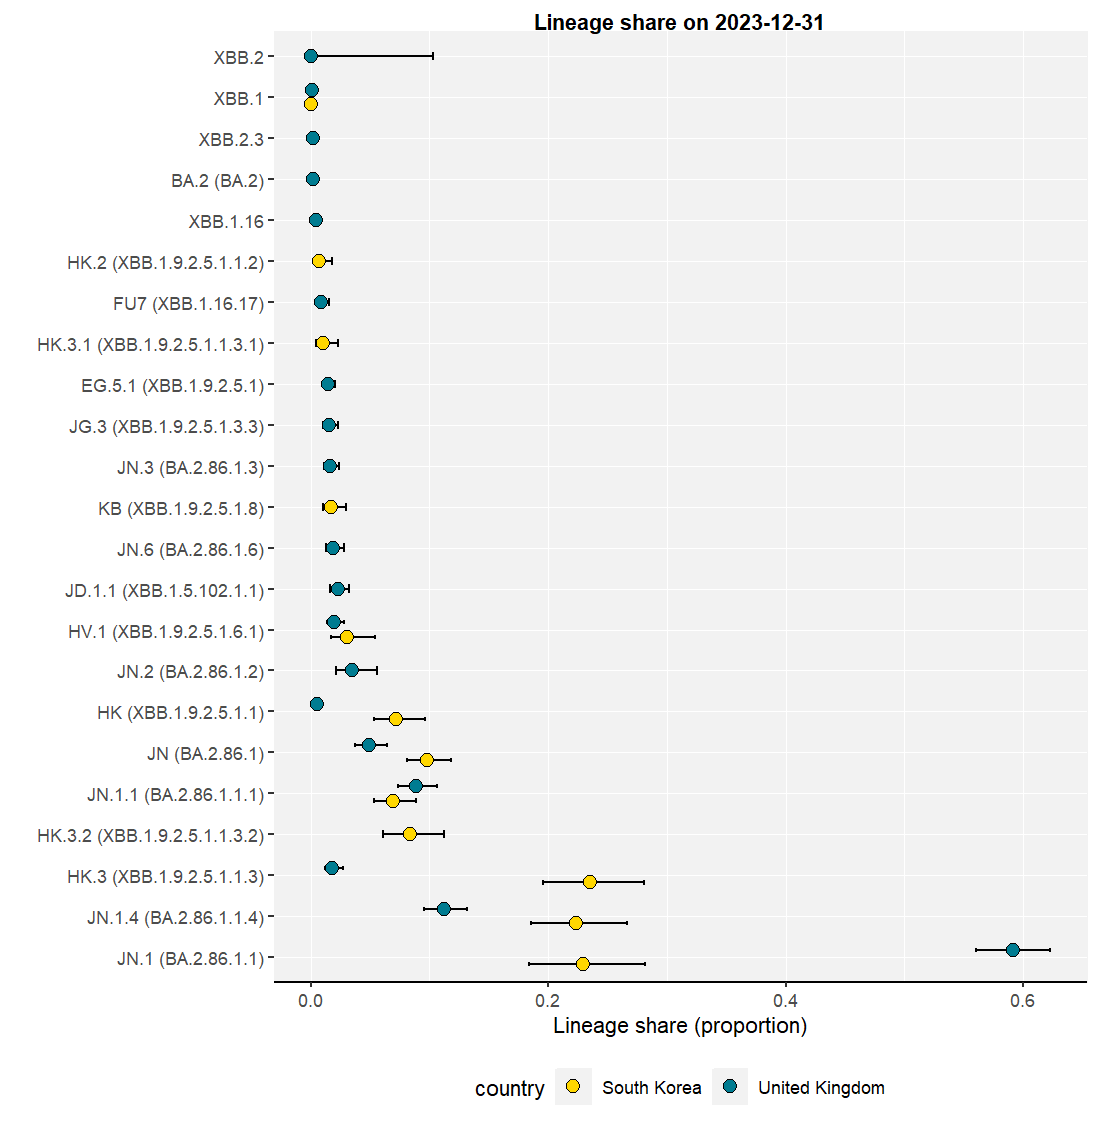 Lineage share on 2023-12-31
XBB.2
XBB.1
XBB.2.3
BA.2 (BA.2)
XBB.1.16
HK.2 (XBB.1.9.2.5.1.1.2)
FU7 (XBB.1.16.17)
HK.3.1 (XBB.1.9.2.5.1.1.3.1)
EG.5.1 (XBB.1.9.2.5.1)
JG.3 (XBB.1.9.2.5.1.3.3)
JN.3 (BA.2.86.1.3)
KB (XBB.1.9.2.5.1.8)
JN.6 (BA.2.86.1.6)
JD.1.1 (XBB.1.5.102.1.1)
HV.1 (XBB.1.9.2.5.1.6.1)
JN.2 (BA.2.86.1.2)
HK (XBB.1.9.2.5.1.1)
JN (BA.2.86.1)
JN.1.1 (BA.2.86.1.1.1)
HK.3.2 (XBB.1.9.2.5.1.1.3.2)
HK.3 (XBB.1.9.2.5.1.1.3)
JN.1.4 (BA.2.86.1.1.4)
JN.1 (BA.2.86.1.1)
0.0 0.2 0.4 0.6
Lineage share (proportion)
country South Korea United Kingdom